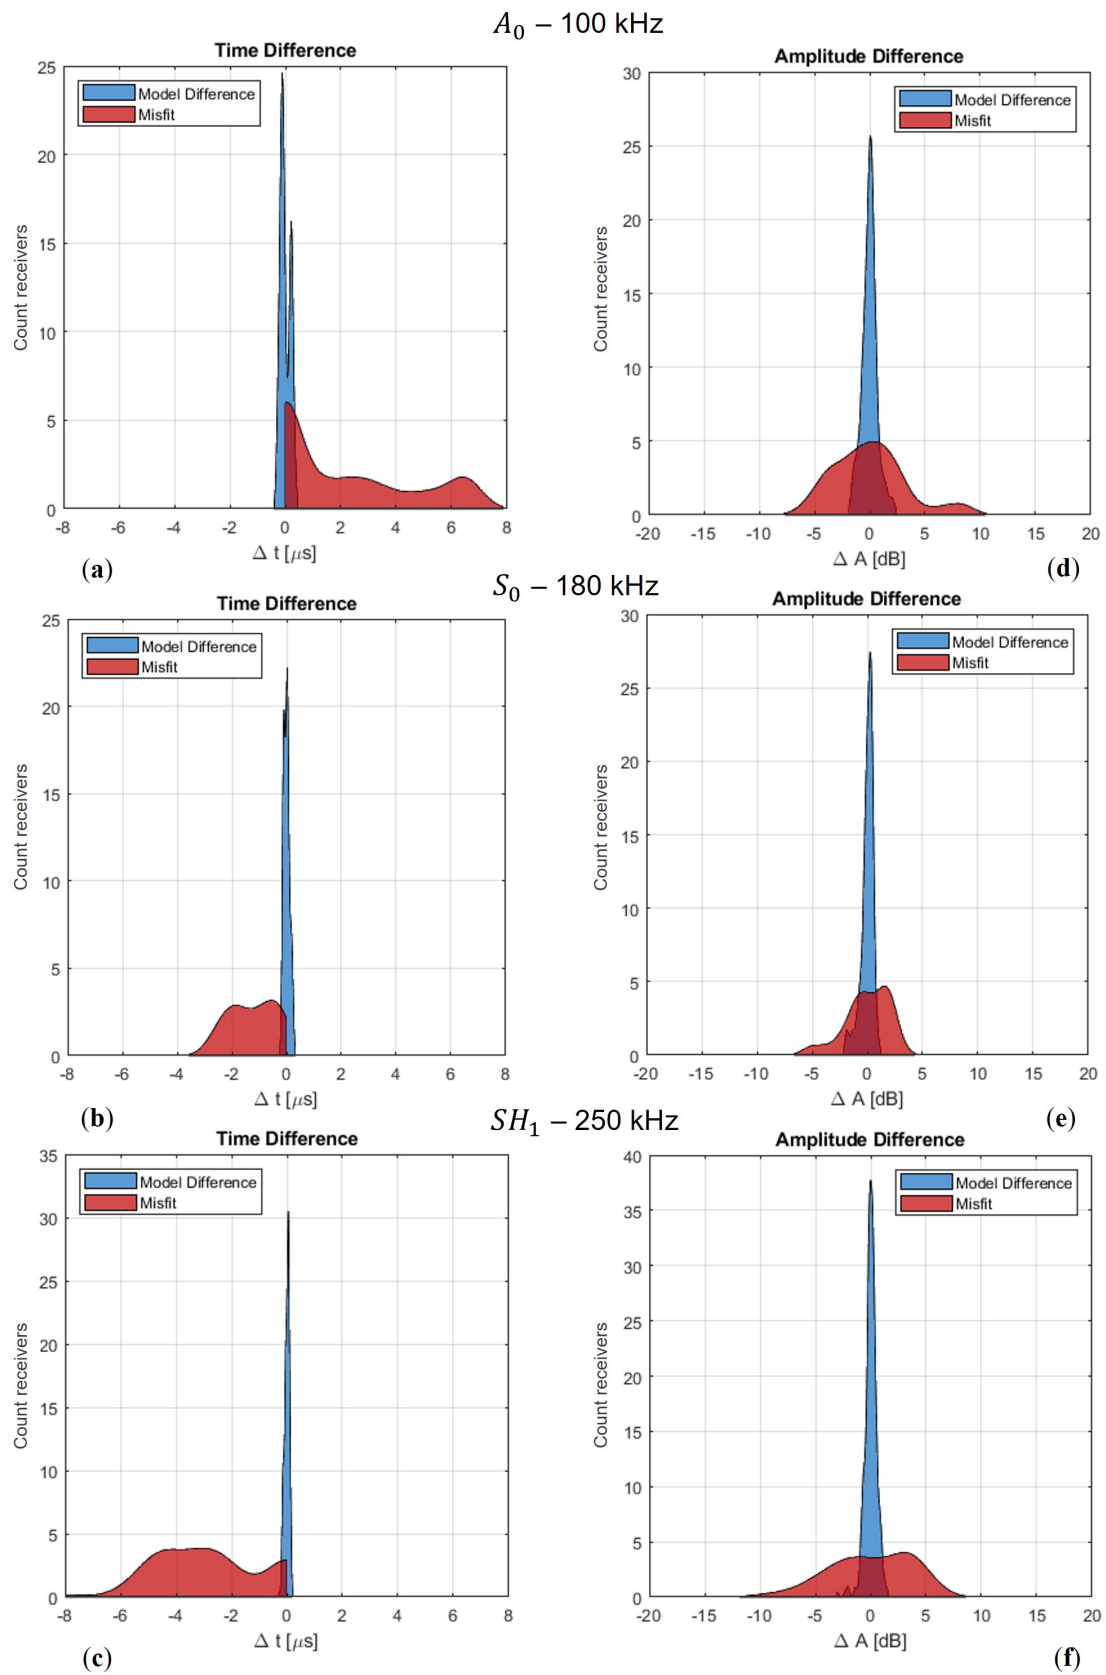 A₀ – 100 kHz
Time Difference
Model Difference
Misfit
Count receivers
25
20
15
10
5
0
-8 -6 -4 -2 0 2 4 6 8
Δ t [μs]
(a)
Amplitude Difference
Model Difference
Misfit
Count receivers
30
25
20
15
10
5
0
-20 -15 -10 -5 0 5 10 15 20
Δ A [dB]
(d)
S₀ – 180 kHz
Time Difference
Model Difference
Misfit
Count receivers
25
20
15
10
5
0
-8 -6 -4 -2 0 2 4 6 8
Δ t [μs]
(b)
Amplitude Difference
Model Difference
Misfit
Count receivers
30
25
20
15
10
5
0
-20 -15 -10 -5 0 5 10 15 20
Δ A [dB]
(e)
SH₁ – 250 kHz
Time Difference
Model Difference
Misfit
Count receivers
35
30
25
20
15
10
5
0
-8 -6 -4 -2 0 2 4 6 8
Δ t [μs]
(c)
Amplitude Difference
Model Difference
Misfit
Count receivers
40
35
30
25
20
15
10
5
0
-20 -15 -10 -5 0 5 10 15 20
Δ A [dB]
(f)